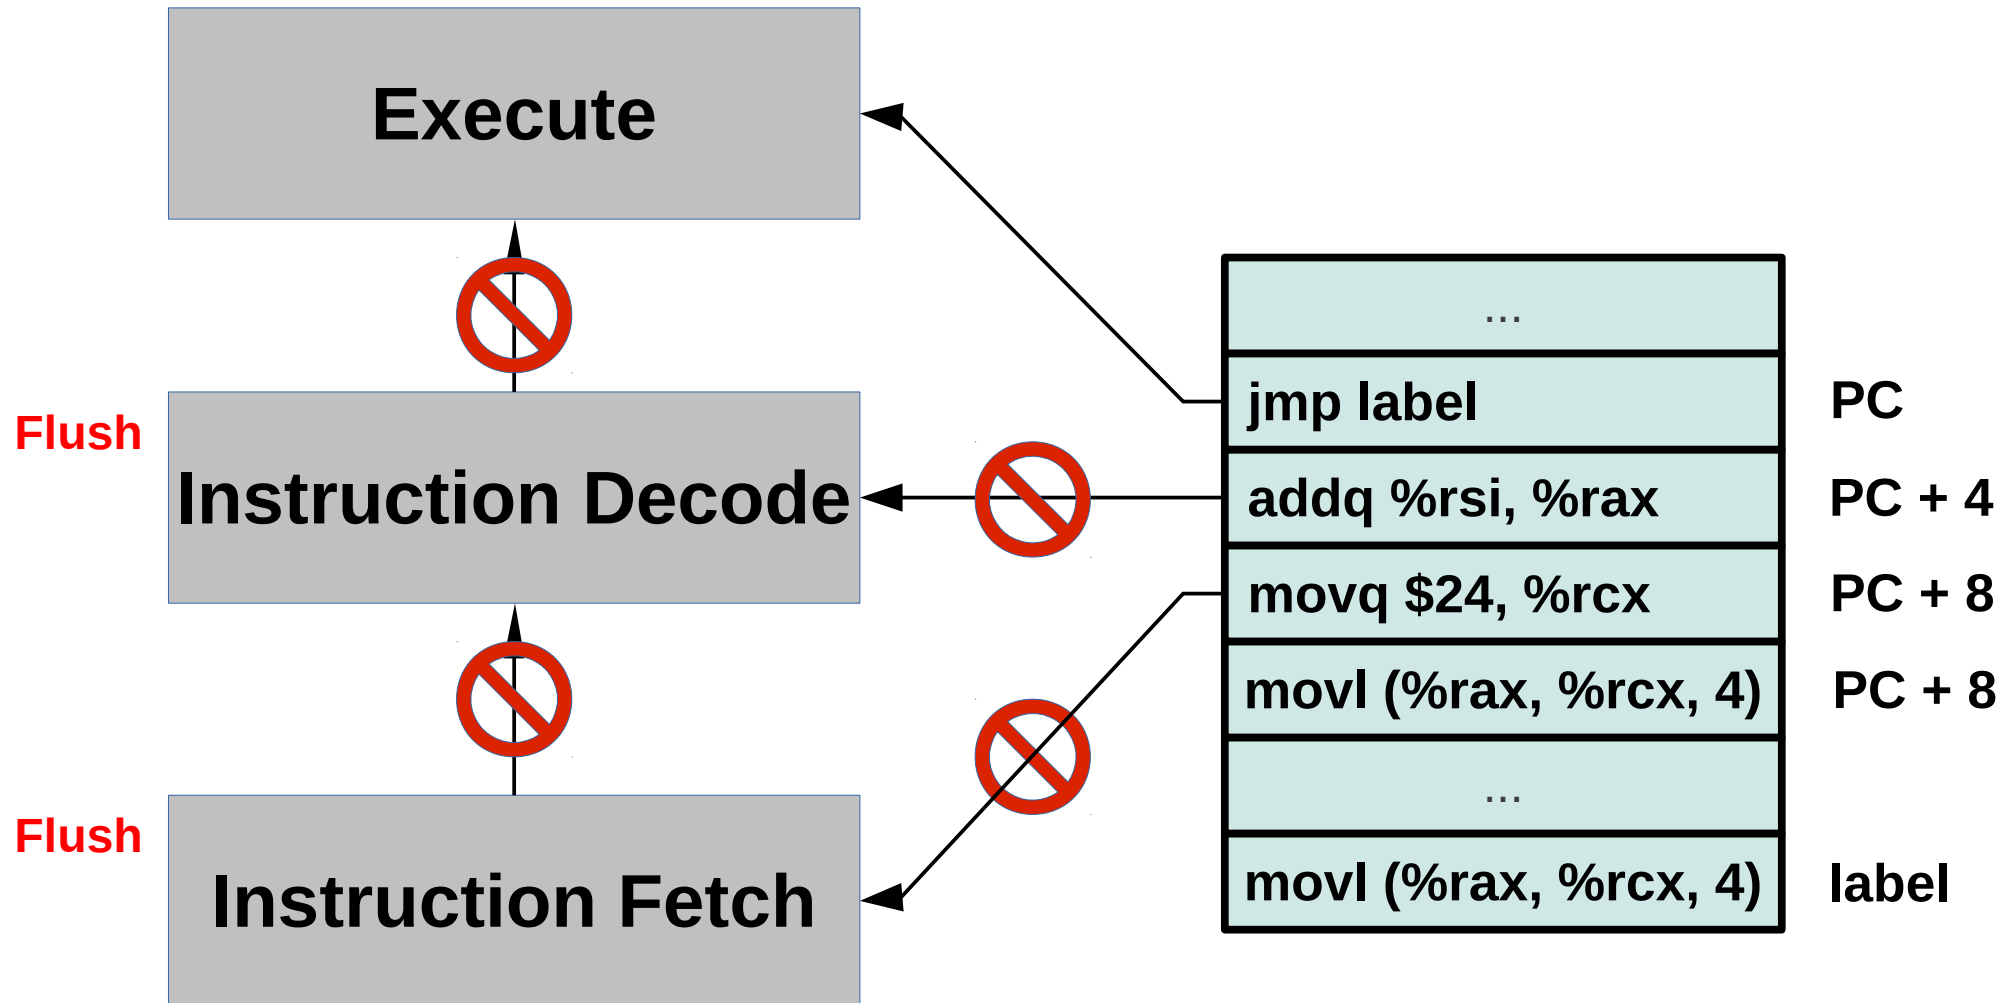 Execute
...
jmp label
PC
Flush
Instruction Decode
addq %rsi, %rax
PC + 4
movq $24, %rcx
PC + 8
movl (%rax, %rcx, 4)
PC + 8
...
Flush
Instruction Fetch
movl (%rax, %rcx, 4)
label